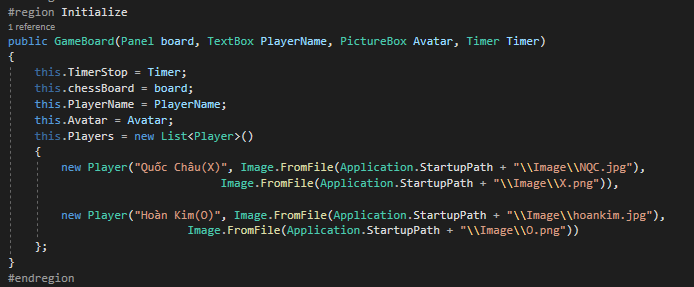 #region Initialize
1 reference
public GameBoard(Panel board, TextBox PlayerName, PictureBox Avatar, Timer Timer)
{
this.TimerStop = Timer;
this.chessBoard = board;
this.PlayerName = PlayerName;
this.Avatar = Avatar;
this.Players = new List<Player>()
{
new Player("Quốc Châu(X)", Image.FromFile(Application.StartupPath + "\\Image\\NQC.jpg"),
Image.FromFile(Application.StartupPath + "\\Image\\X.png")),
new Player("Hoàn Kim(O)", Image.FromFile(Application.StartupPath + "\\Image\\hoankim.jpg"),
Image.FromFile(Application.StartupPath + "\\Image\\O.png"))
};
}
#endregion